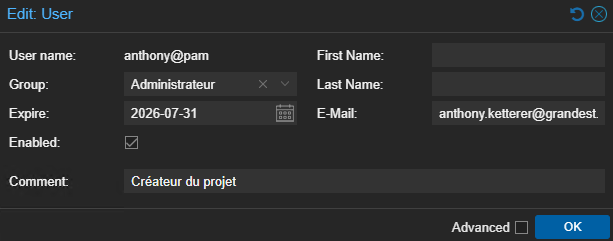 Edit: User
User name: anthony@pam First Name:
Group: Administrateur Last Name:
Expire: 2026-07-31 E-Mail: anthony.ketterer@grandest.
Enabled:
Comment: Créateur du projet
Advanced OK